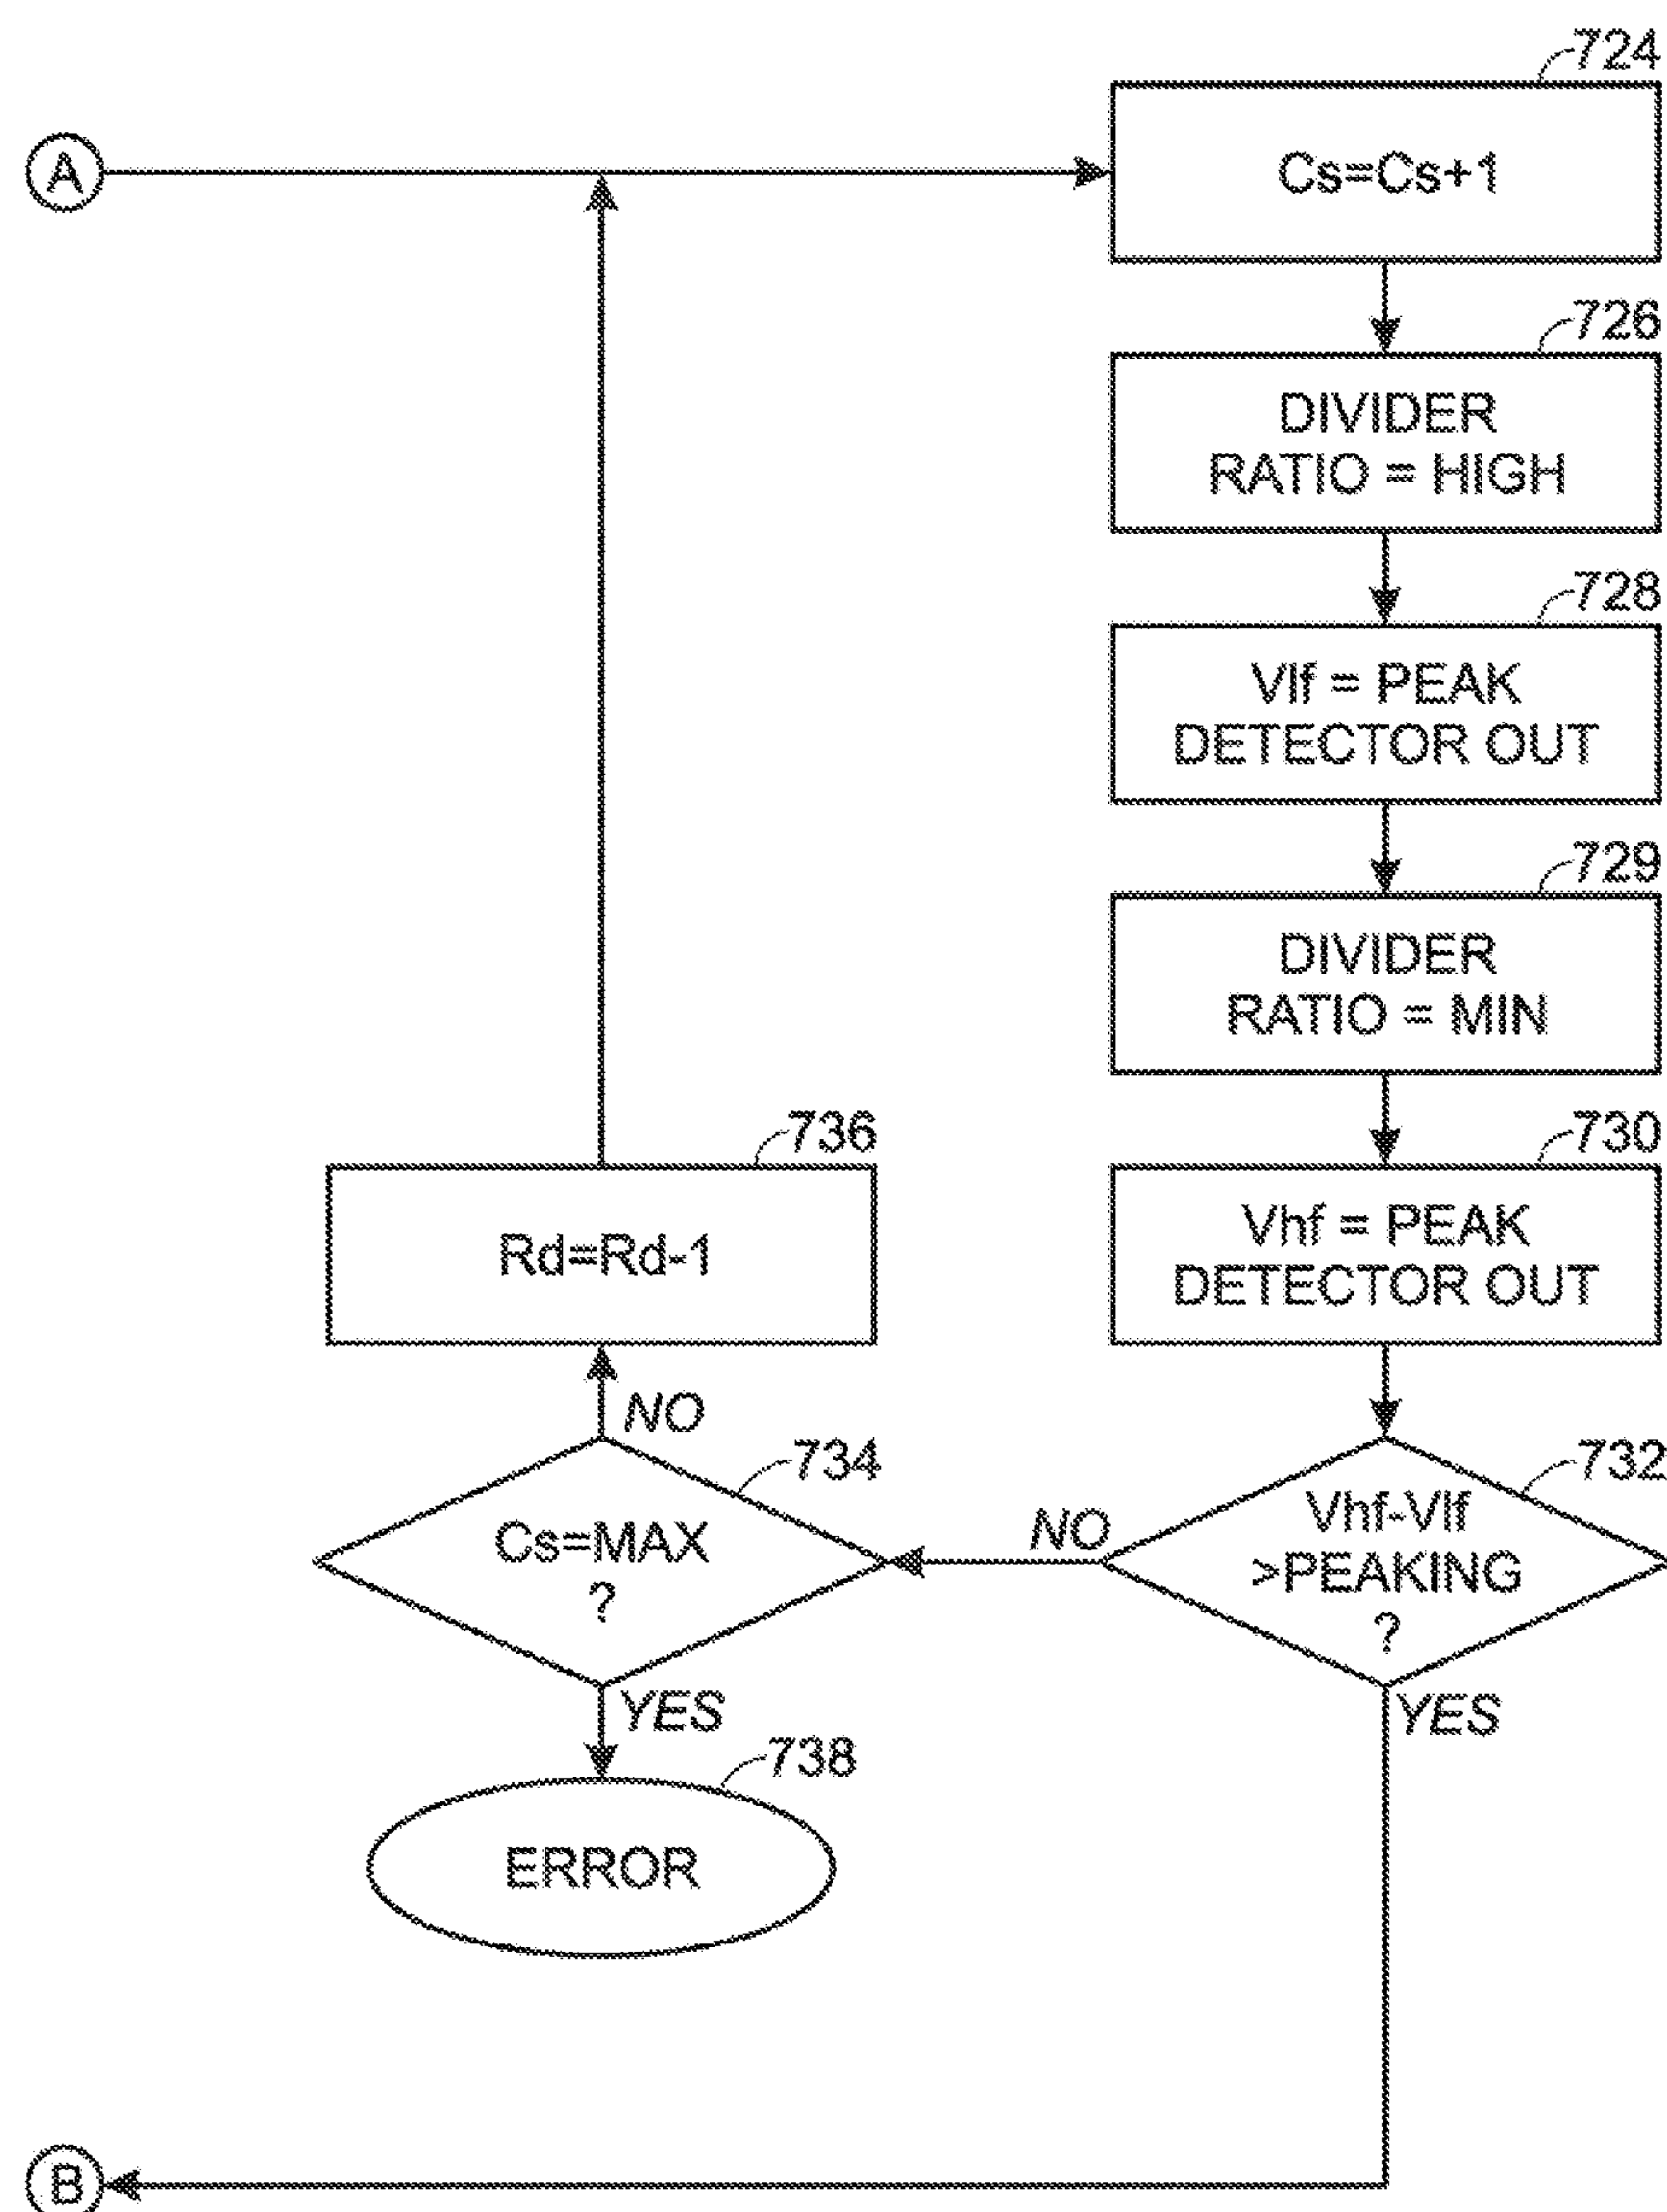 724
A
Cs=Cs+1
726
DIVIDER
RATIO = HIGH
728
Vlf = PEAK
DETECTOR OUT
729
DIVIDER
RATIO = MIN
730
Vhf = PEAK
DETECTOR OUT
736
Rd=Rd-1
NO
734
Cs=MAX
?
YES
738
ERROR
732
Vhf-Vlf
>PEAKING
?
NO
YES
B